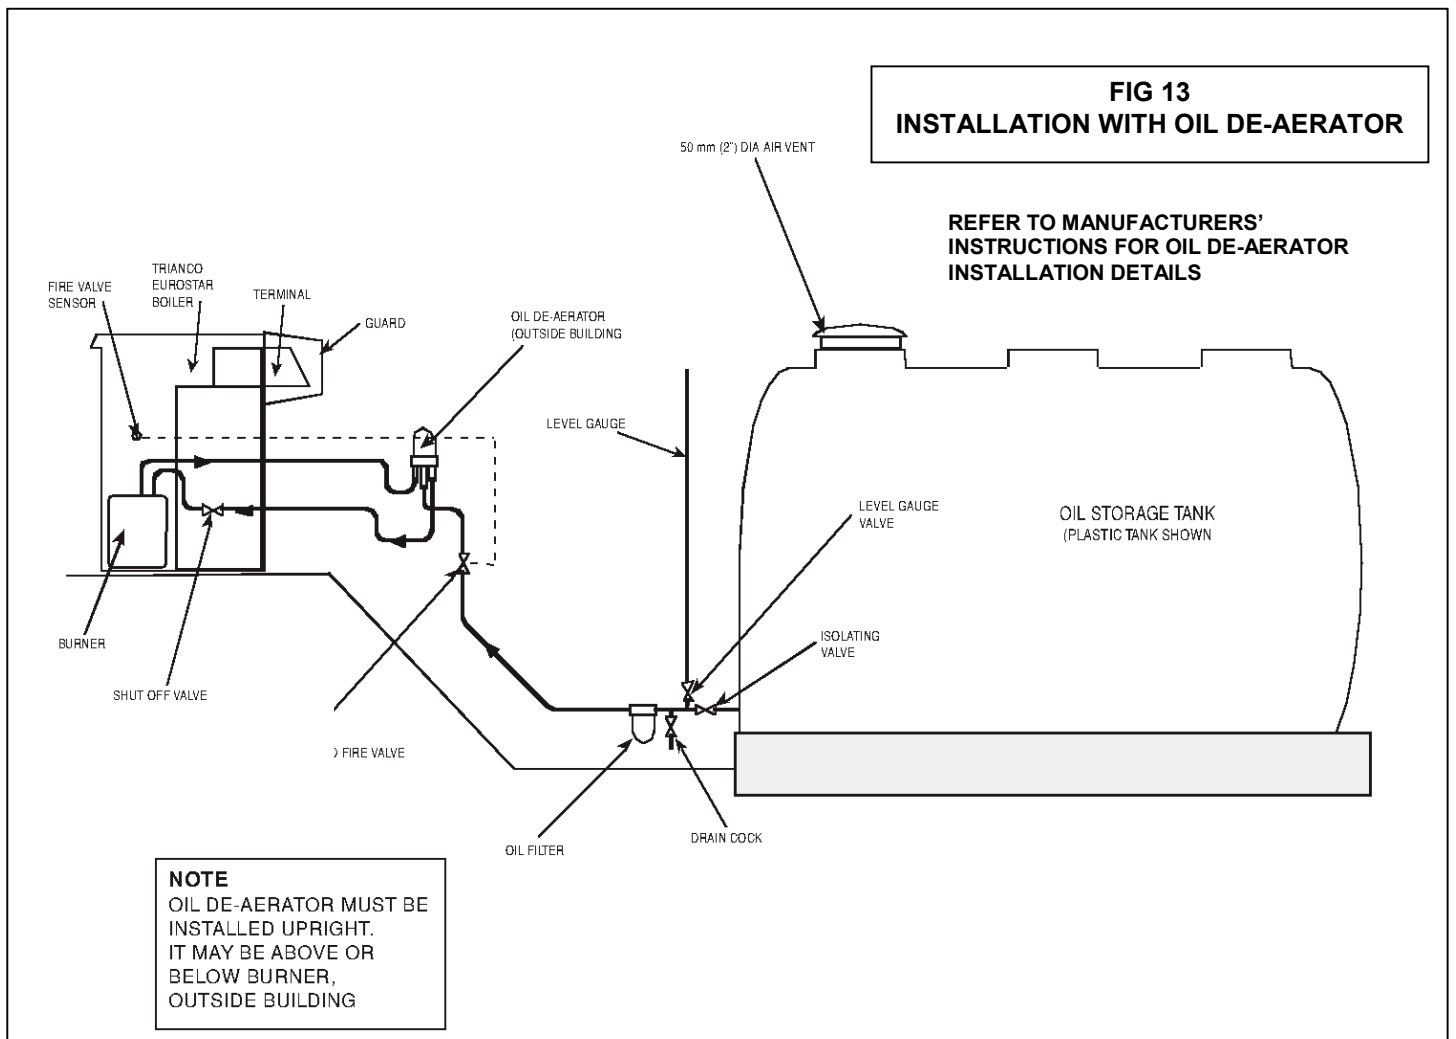 FIG 13
INSTALLATION WITH OIL DE-AERATOR
50 mm (2") DIA AIR VENT
REFER TO MANUFACTURERS'
INSTRUCTIONS FOR OIL DE-AERATOR
INSTALLATION DETAILS
FIRE VALVE
SENSOR
TRIANCO
EUROSTAR
BOILER
TERMINAL
GUARD
OIL DE-AERATOR
(OUTSIDE BUILDING
LEVEL GAUGE
LEVEL GAUGE
VALVE
OIL STORAGE TANK
(PLASTIC TANK SHOWN
ISOLATING
VALVE
BURNER
SHUT OFF VALVE
FIRE VALVE
OIL FILTER
DRAIN COCK
NOTE
OIL DE-AERATOR MUST BE
INSTALLED UPRIGHT.
IT MAY BE ABOVE OR
BELOW BURNER,
OUTSIDE BUILDING